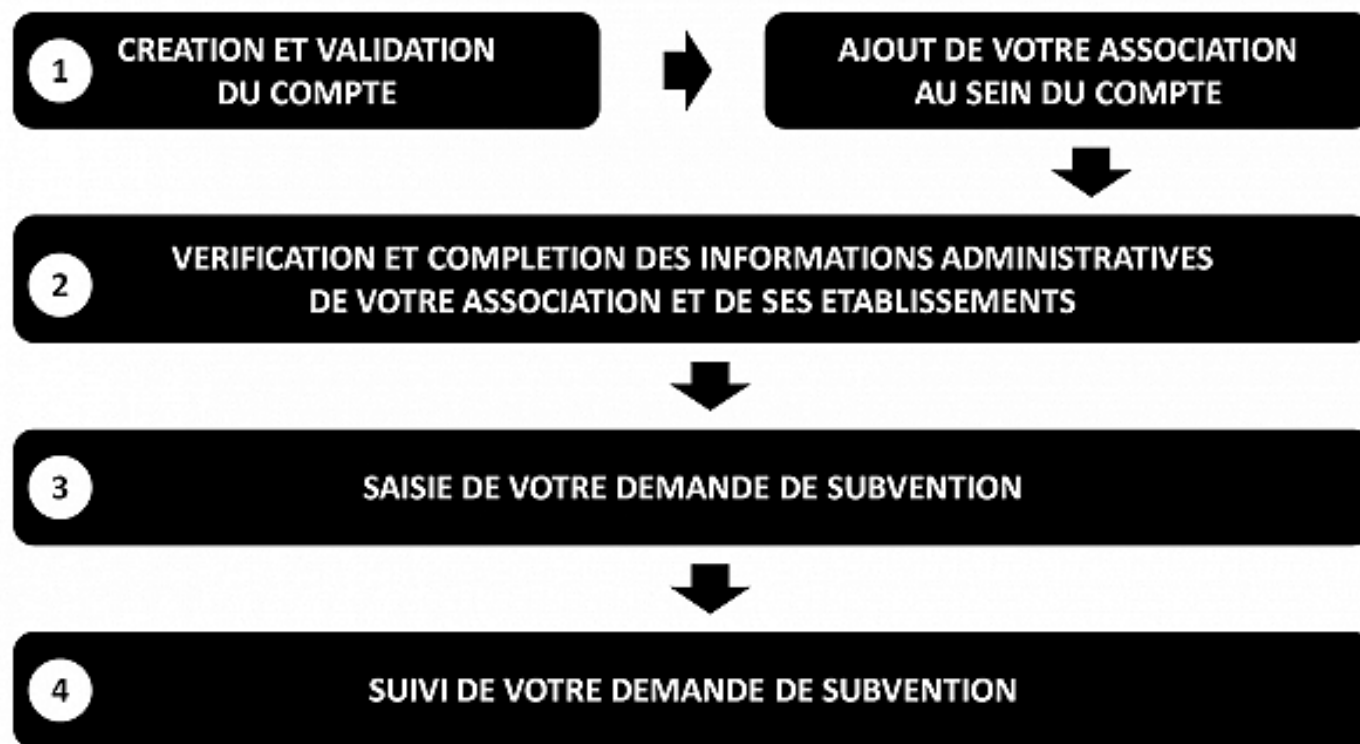 1
CREATION ET VALIDATION
DU COMPTE
AJOUT DE VOTRE ASSOCIATION
AU SEIN DU COMPTE
2
VERIFICATION ET COMPLETION DES INFORMATIONS ADMINISTRATIVES
DE VOTRE ASSOCIATION ET DE SES ETABLISSEMENTS
3
SAISIE DE VOTRE DEMANDE DE SUBVENTION
4
SUIVI DE VOTRE DEMANDE DE SUBVENTION